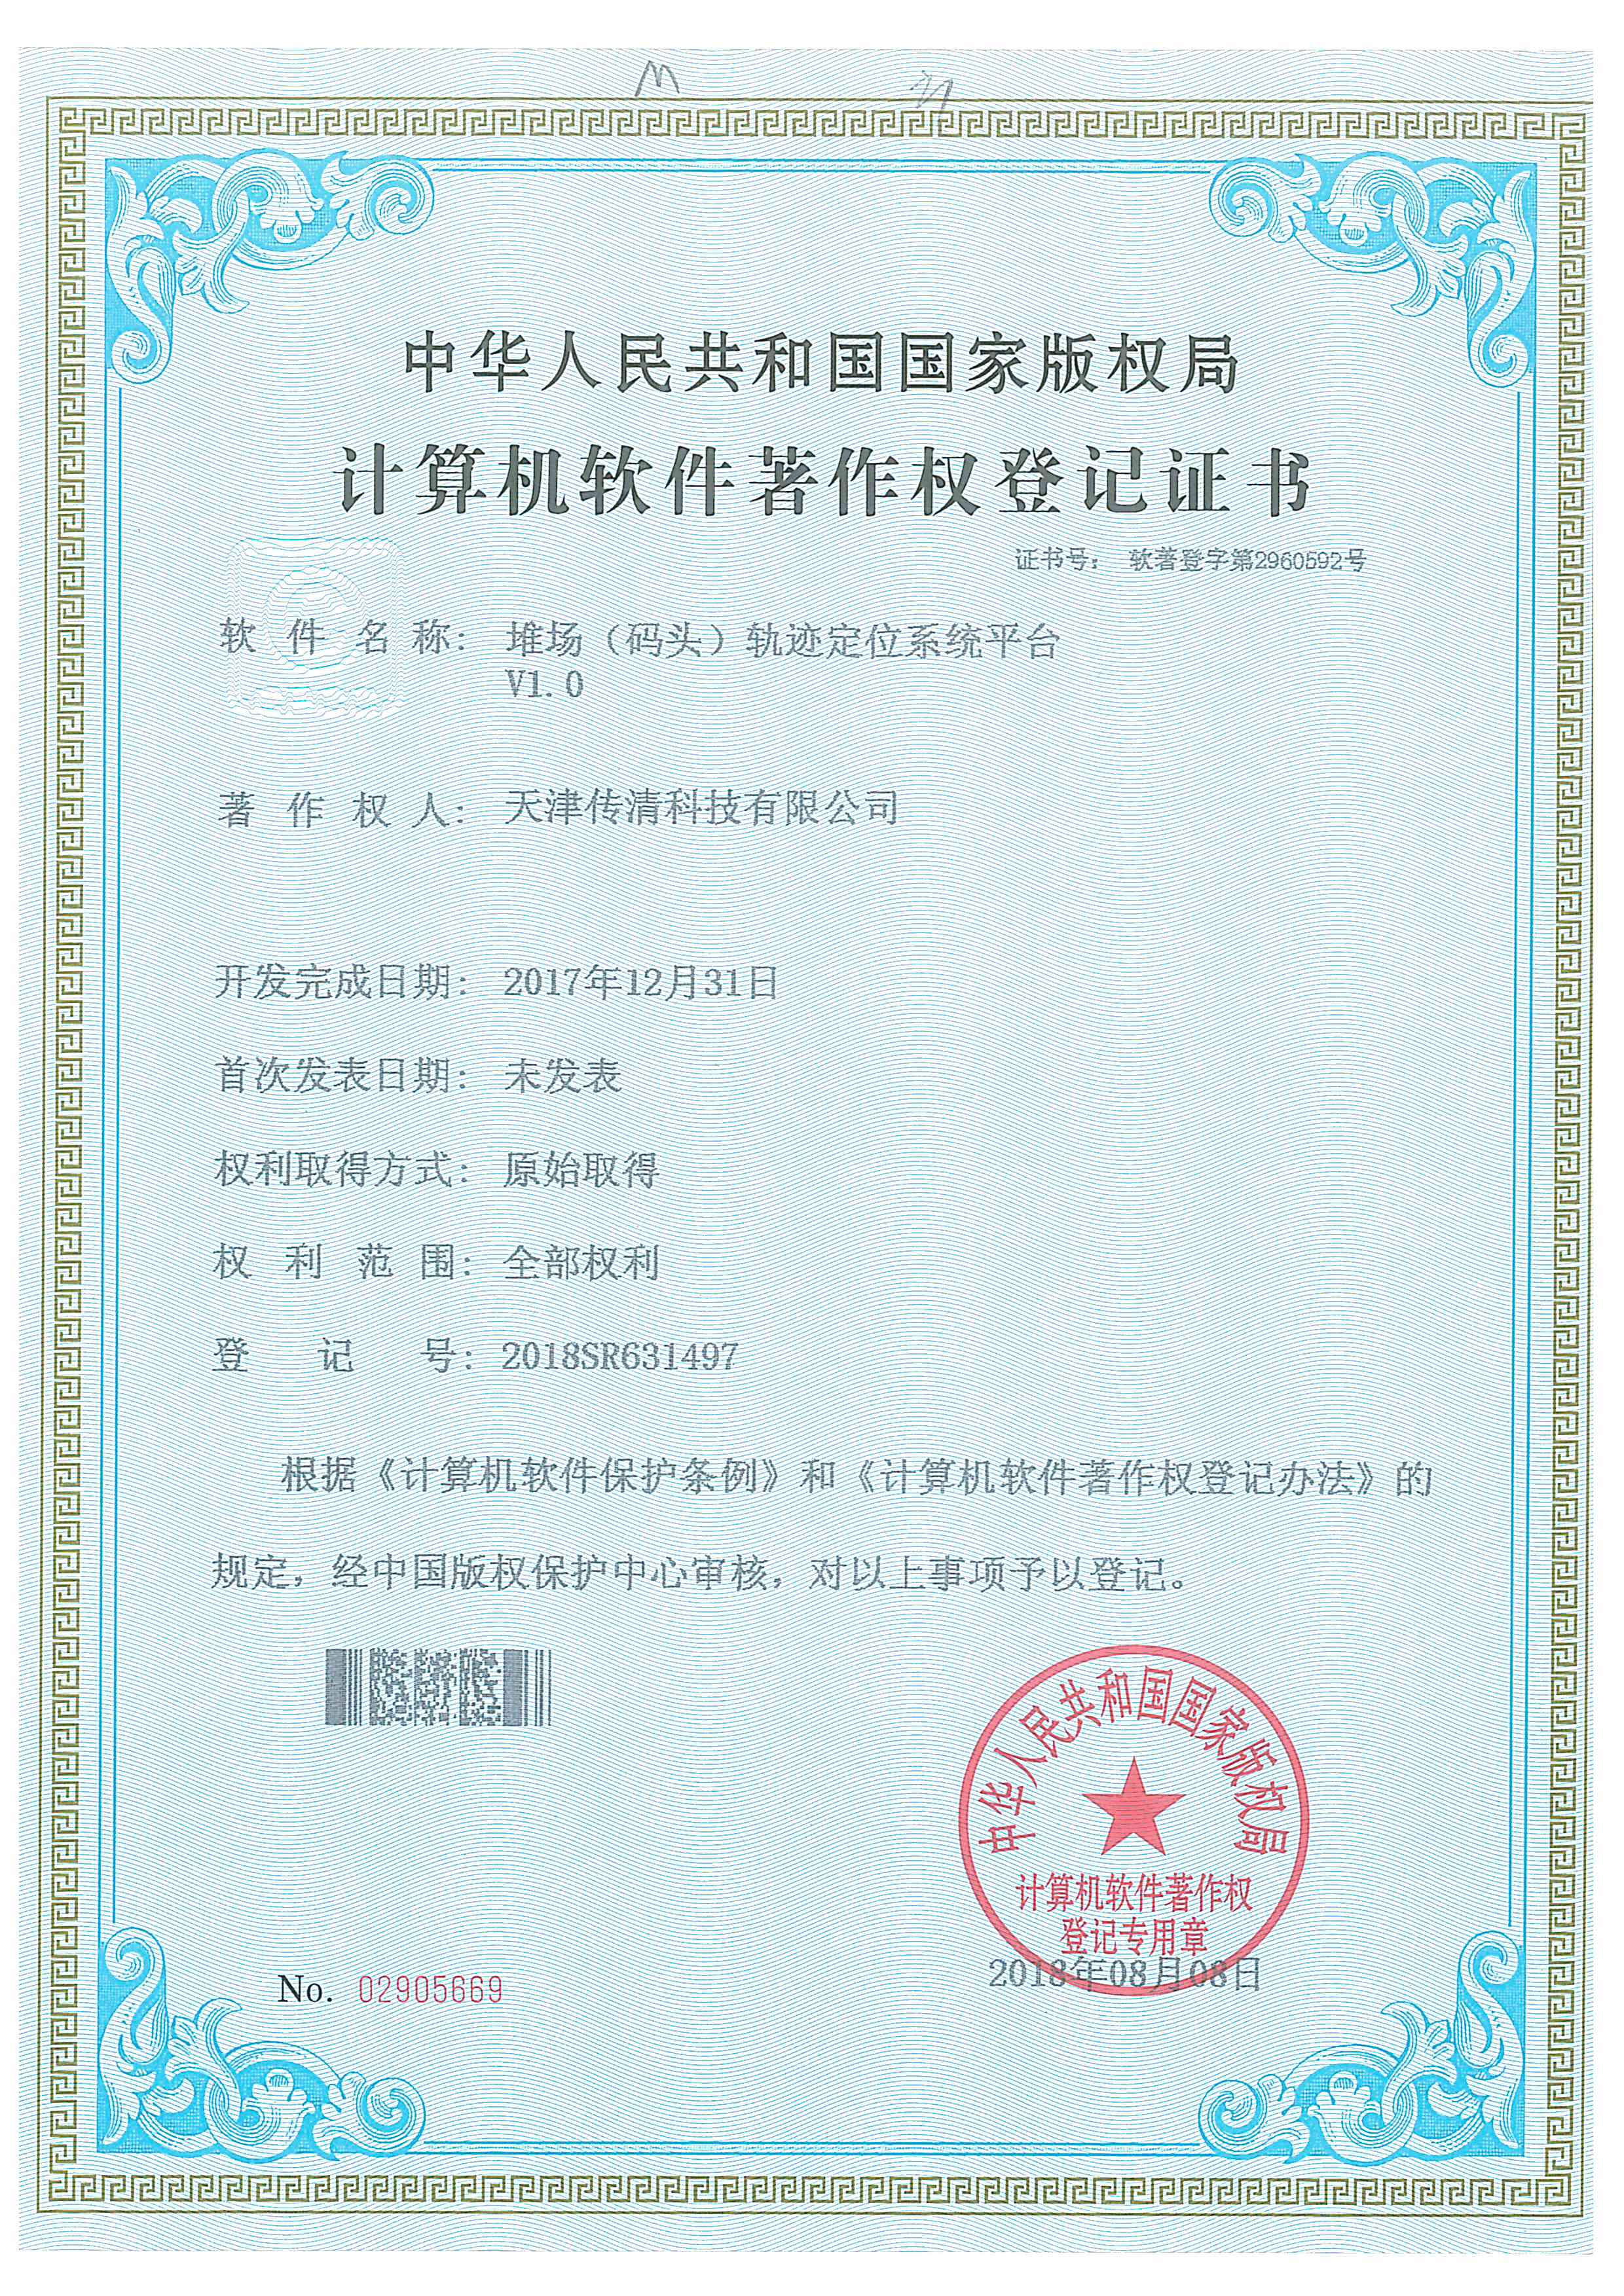 中华人民共和国国家版权局
计算机软件著作权登记证书
证书号： 软著登字第2960592号
软件名称： 堆场（码头）轨迹定位系统平台
V1.0
著作权人： 天津传清科技有限公司
开发完成日期： 2017年12月31日
首次发表日期： 未发表
权利取得方式： 原始取得
权利范围： 全部权利
登记号： 2018SR631497
根据《计算机软件保护条例》和《计算机软件著作权登记办法》的
规定，经中国版权保护中心审核，对以上事项予以登记。
中华人民共和国国家版权局
计算机软件著作权
登记专用章
2018年08月08日
No. 02905669